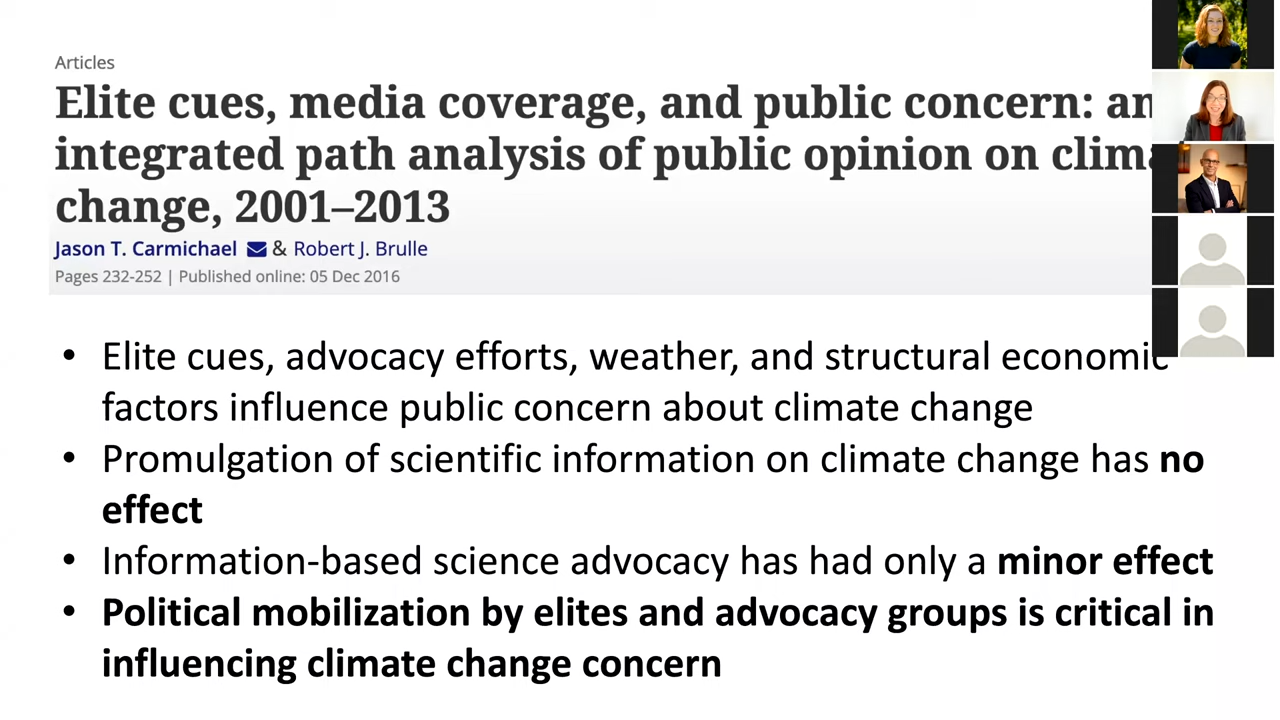 Articles
Elite cues, media coverage, and public concern: an
integrated path analysis of public opinion on clima
change, 2001–2013
Jason T. Carmichael & Robert J. Brulle
Pages 232-252 | Published online: 05 Dec 2016
• Elite cues, advocacy efforts, weather, and structural economic
factors influence public concern about climate change
• Promulgation of scientific information on climate change has no
effect
• Information-based science advocacy has had only a minor effect
• Political mobilization by elites and advocacy groups is critical in
influencing climate change concern